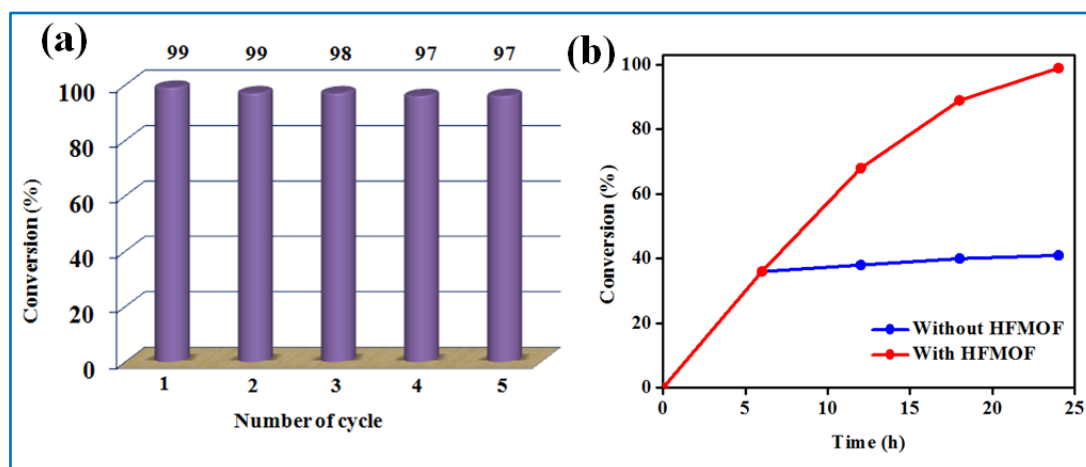 (a)
99 99 98 97 97
100
80
60
40
20
0
1 2 3 4 5
Conversion (%)
Number of cycle
(b)
100
80
60
40
20
0
0 5 10 15 20 25
Conversion (%)
Time (h)
Without HFMOF
With HFMOF